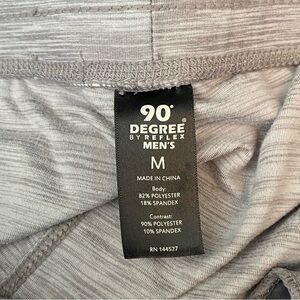 90°
DEGREE®
BY REFLEX
MEN'S
M
MADE IN CHINA
Body:
82% POLYESTER
18% SPANDEX
Contrast:
90% POLYESTER
10% SPANDEX
RN 144527